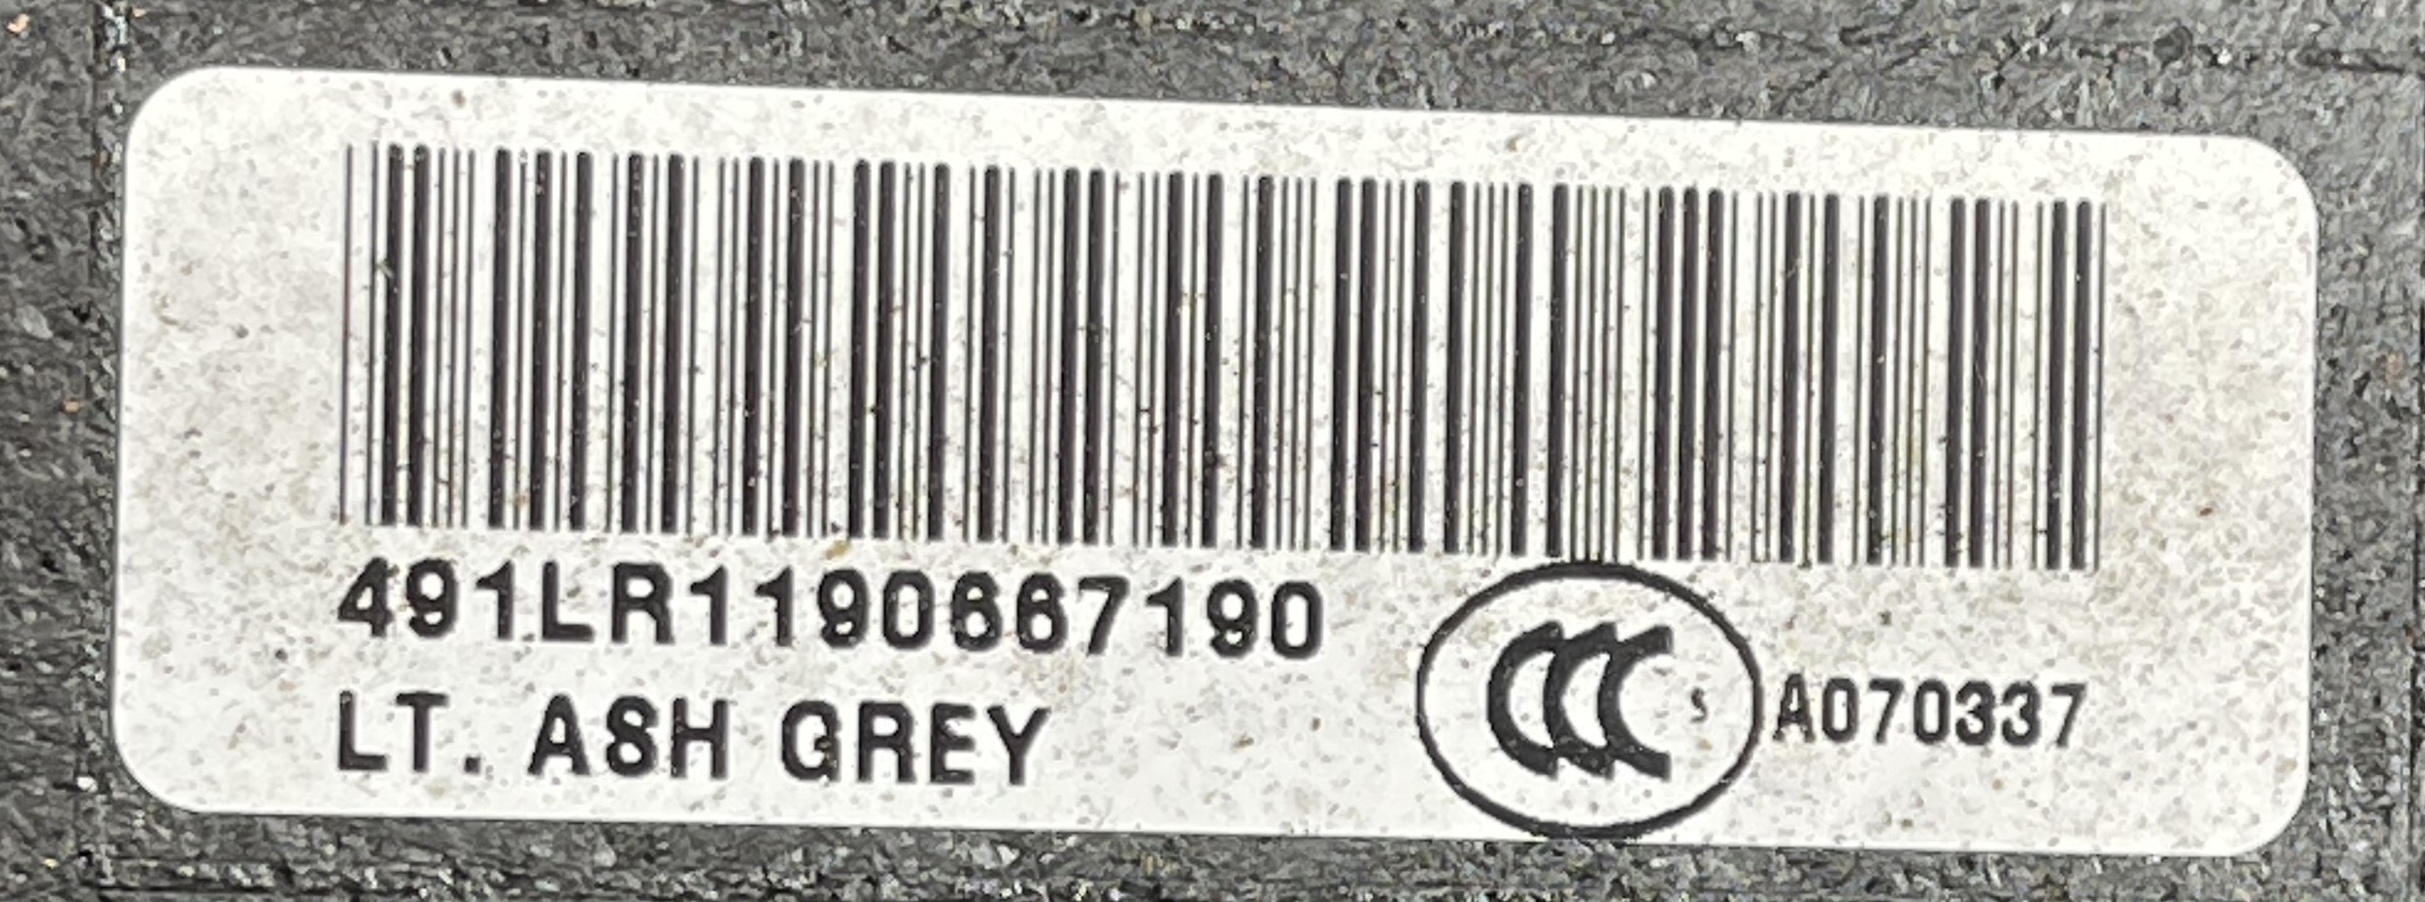 491LR1190667190
LT. ASH GREY
CCC S A070337